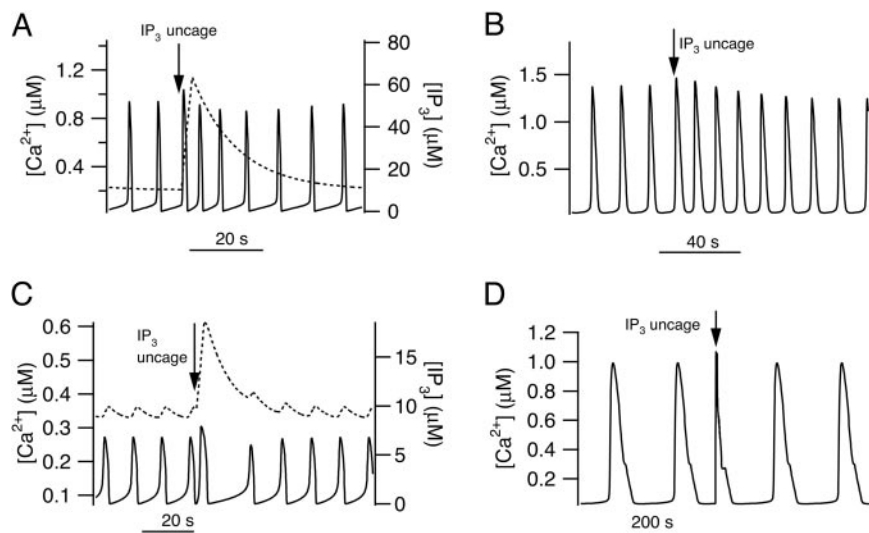 A
IP3 uncage
[Ca2+] (μM)
1.2
0.8
0.4
80
60
40
20
0
[IP3] (μM)
20 s
B
IP3 uncage
[Ca2+] (μM)
1.5
1.0
0.5
40 s
C
IP3
uncage
[Ca2+] (μM)
0.6
0.5
0.4
0.3
0.2
0.1
15
10
5
0
[IP3] (μM)
20 s
D
IP3 uncage
[Ca2+] (μM)
1.2
1.0
0.8
0.6
0.4
0.2
200 s